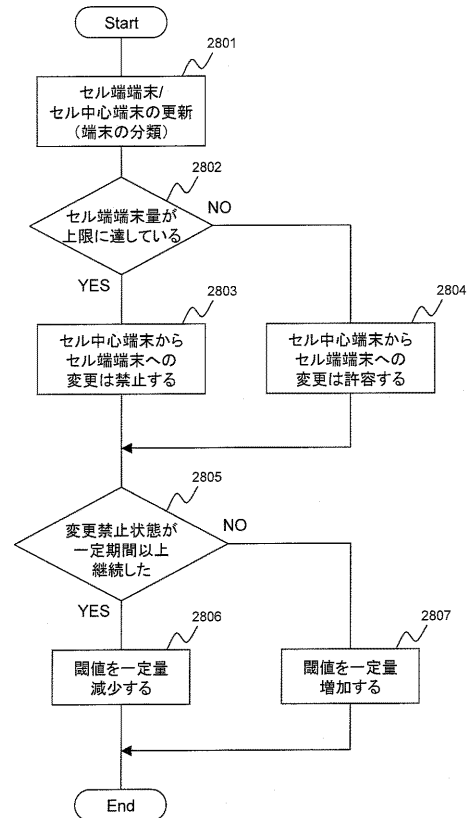 Start
2801
セル端端末/
セル中心端末の更新
(端末の分類)
2802
セル端端末量が
上限に達している
NO
YES
2803
セル中心端末から
セル端端末への
変更は禁止する
2804
セル中心端末から
セル端端末への
変更は許容する
2805
変更禁止状態が
一定期間以上
継続した
NO
YES
2806
閾値を一定量
減少する
2807
閾値を一定量
増加する
End